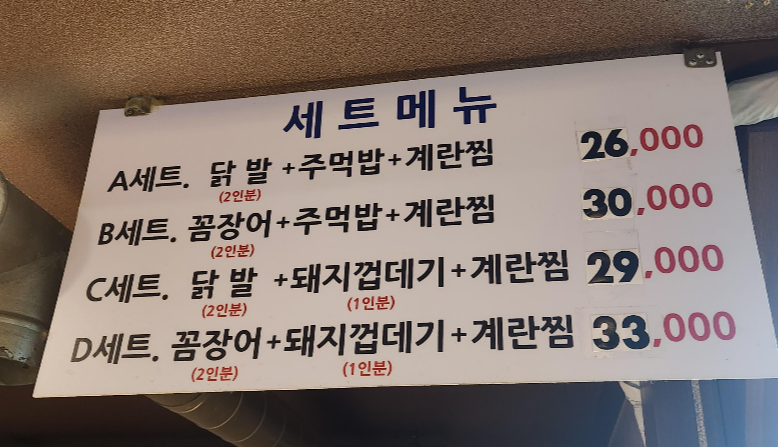 세트메뉴
A세트. 닭 발 +주먹밥+계란찜 26,000
(2인분)
B세트. 꼼장어+주먹밥+계란찜 30,000
(2인분)
C세트. 닭 발 +돼지껍데기+계란찜 29,000
(2인분) (1인분)
D세트. 꼼장어+돼지껍데기+계란찜 33,000
(2인분) (1인분)